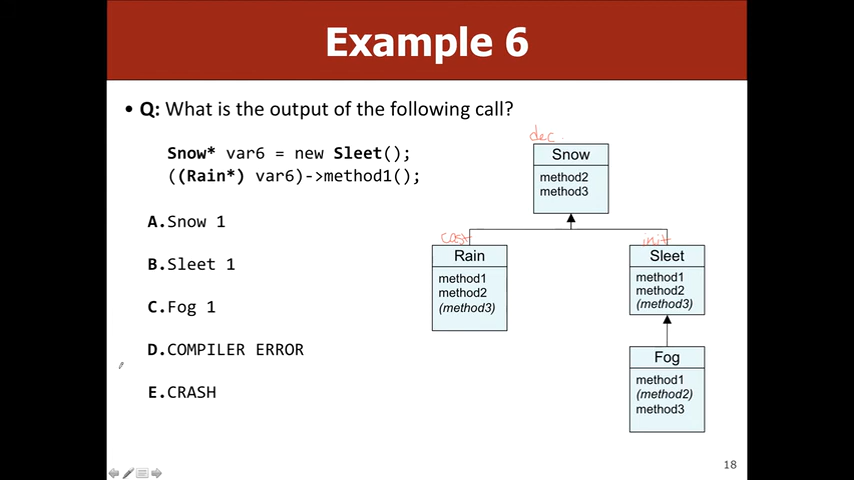 Example 6
• Q: What is the output of the following call?
Snow* var6 = new Sleet();
((Rain*) var6)->method1();
A.Snow 1
B.Sleet 1
C.Fog 1
D.COMPILER ERROR
E.CRASH
dec.
Snow
method2
method3
cast
Rain
method1
method2
(method3)
init
Sleet
method1
method2
(method3)
Fog
method1
(method2)
method3
18